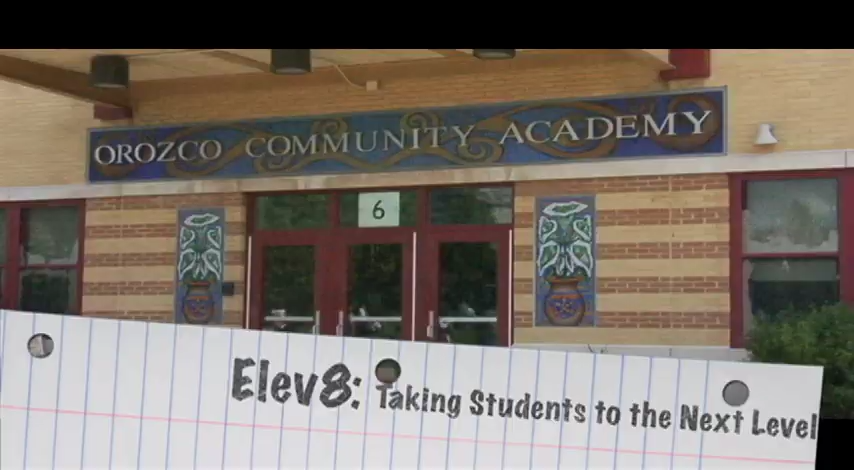 OROZCO COMMUNITY ACADEMY
6
Elev8: Taking Students to the Next Level